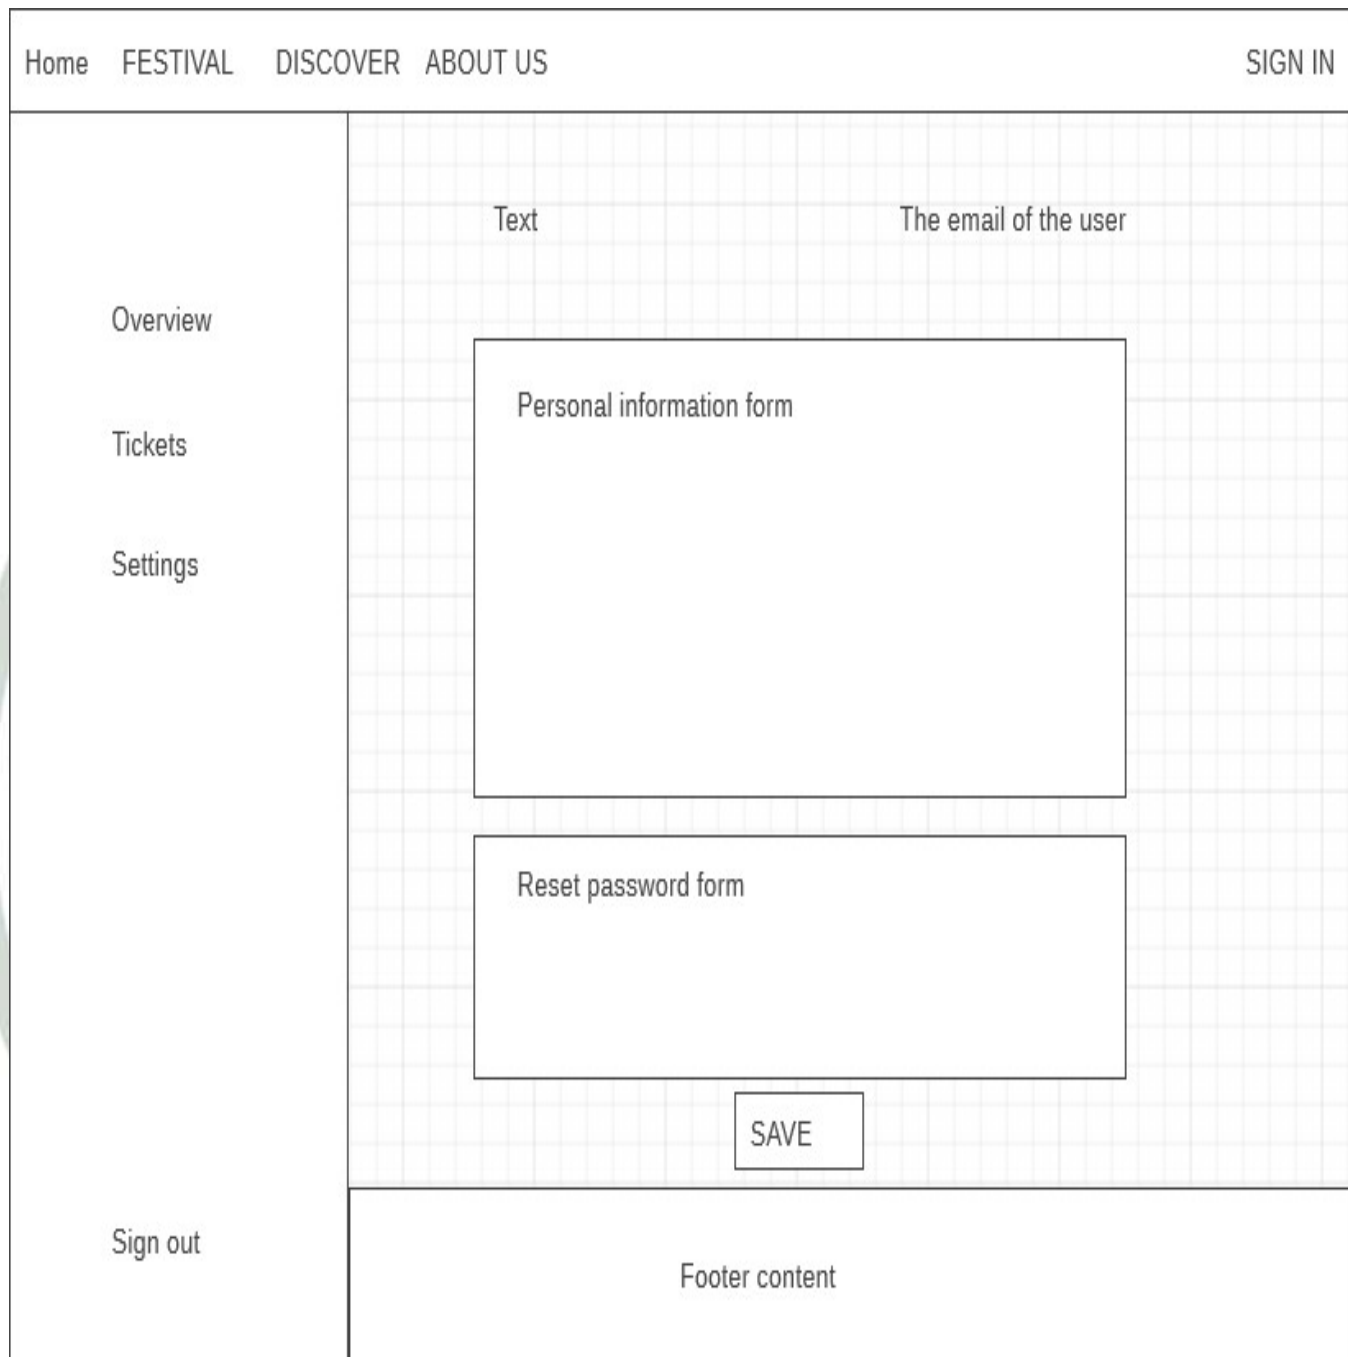 Home FESTIVAL DISCOVER ABOUT US SIGN IN
Text The email of the user
Overview
Tickets
Settings
Sign out
Personal information form
Reset password form
SAVE
Footer content